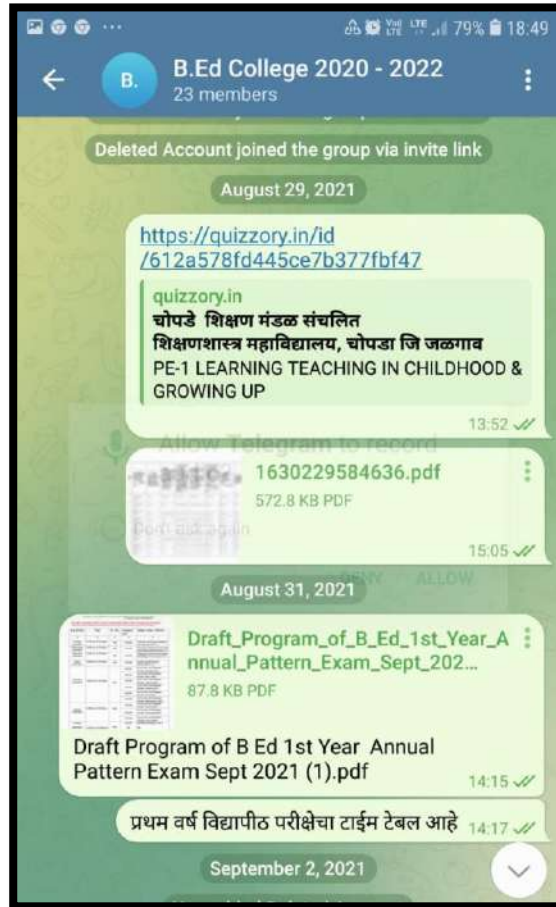 79% 18:49
B.
B.Ed College 2020 - 2022
23 members
Deleted Account joined the group via invite link
August 29, 2021
https://quizzory.in/id
/612a578fd445ce7b377fbf47
quizzory.in
चोपडे शिक्षण मंडळ संचलित
शिक्षणशास्त्र महाविद्यालय, चोपडा जि जळगाव
PE-1 LEARNING TEACHING IN CHILDHOOD &
GROWING UP
13:52
Allow Telegram to record
1630229584636.pdf
572.8 KB PDF
Don't ask again
15:05
DENY ALLOW
August 31, 2021
Draft_Program_of_B_Ed_1st_Year_A
nnual_Pattern_Exam_Sept_202...
87.8 KB PDF
Draft Program of B Ed 1st Year Annual
Pattern Exam Sept 2021 (1).pdf
14:15
प्रथम वर्ष विद्यापीठ परीक्षेचा टाईम टेबल आहे 14:17
September 2, 2021